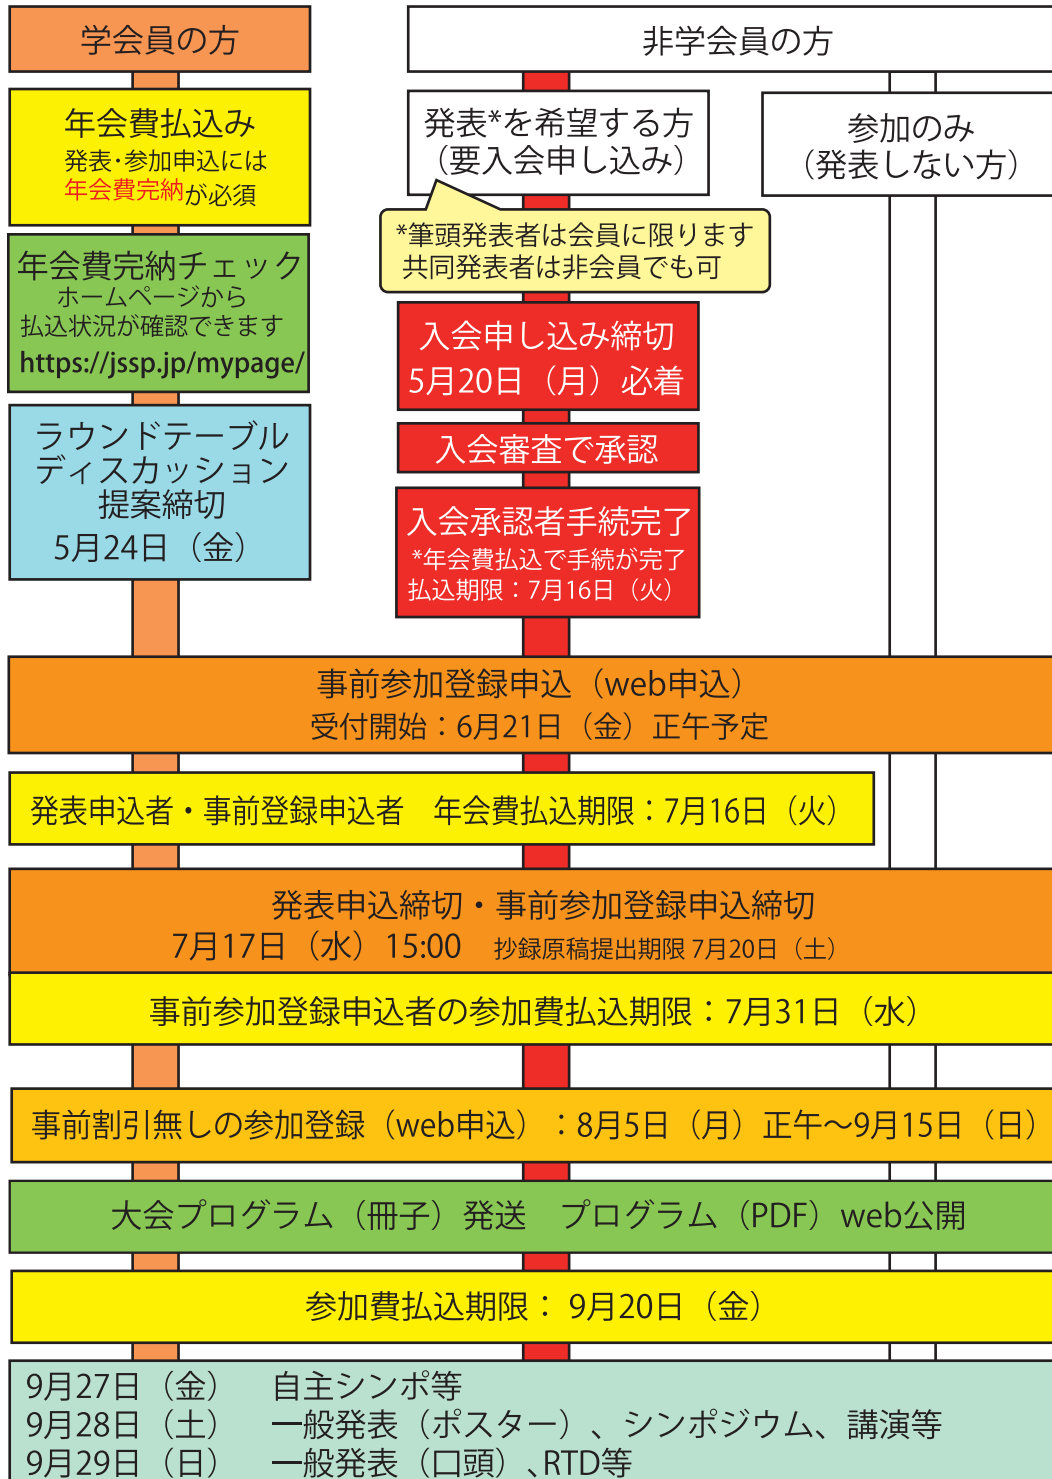 学会員の方
非学会員の方
年会費払込み
発表・参加申込には
年会費完納が必須
発表*を希望する方
（要入会申し込み）
参加のみ
（発表しない方）
*筆頭発表者は会員に限ります
共同発表者は非会員でも可
年会費完納チェック
ホームページから
払込状況が確認できます
https://jssp.jp/mypage/
入会申し込み締切
5月20日（月）必着
入会審査で承認
ラウンドテーブル
ディスカッション
提案締切
5月24日（金）
入会承認者手続完了
*年会費払込で手続が完了
払込期限：7月16日（火）
事前参加登録申込（web申込）
受付開始：6月21日（金）正午予定
発表申込者・事前登録申込者　年会費払込期限：7月16日（火）
発表申込締切・事前参加登録申込締切
7月17日（水）15:00　抄録原稿提出期限 7月20日（土）
事前参加登録申込者の参加費払込期限：7月31日（水）
事前割引無しの参加登録（web申込）：8月5日（月）正午～9月15日（日）
大会プログラム（冊子）発送　プログラム（PDF）web公開
参加費払込期限： 9月20日（金）
9月27日（金）　自主シンポ等
9月28日（土）　一般発表（ポスター）、シンポジウム、講演等
9月29日（日）　一般発表（口頭）、RTD等